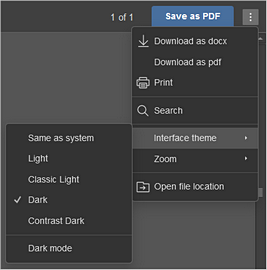 1 of 1
Save as PDF
Download as docx
Download as pdf
Print
Search
Interface theme
Zoom
Open file location
Same as system
Light
Classic Light
Dark
Contrast Dark
Dark mode